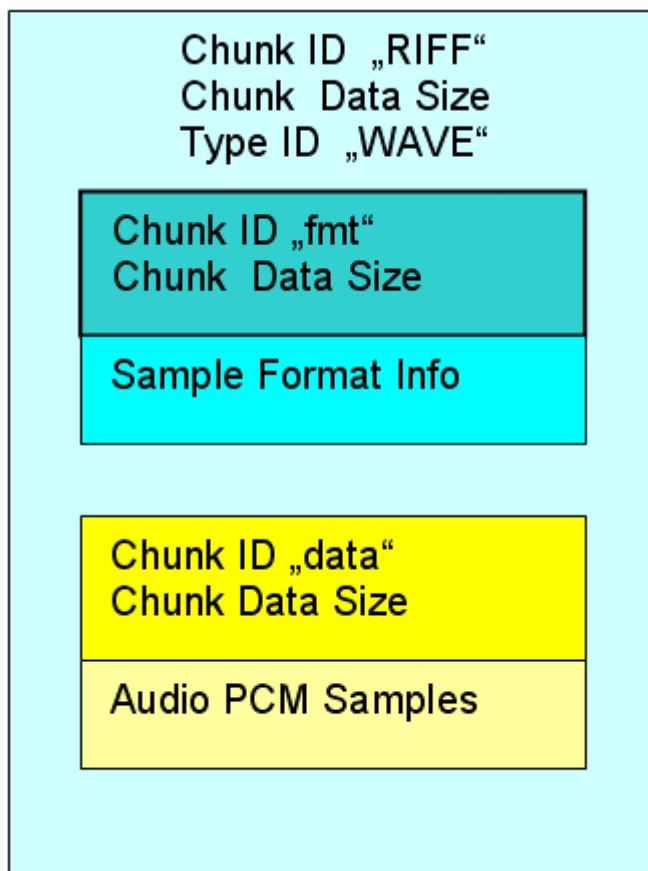 Chunk ID „RIFF“
Chunk Data Size
Type ID „WAVE“
Chunk ID „fmt“
Chunk Data Size
Sample Format Info
Chunk ID „data“
Chunk Data Size
Audio PCM Samples